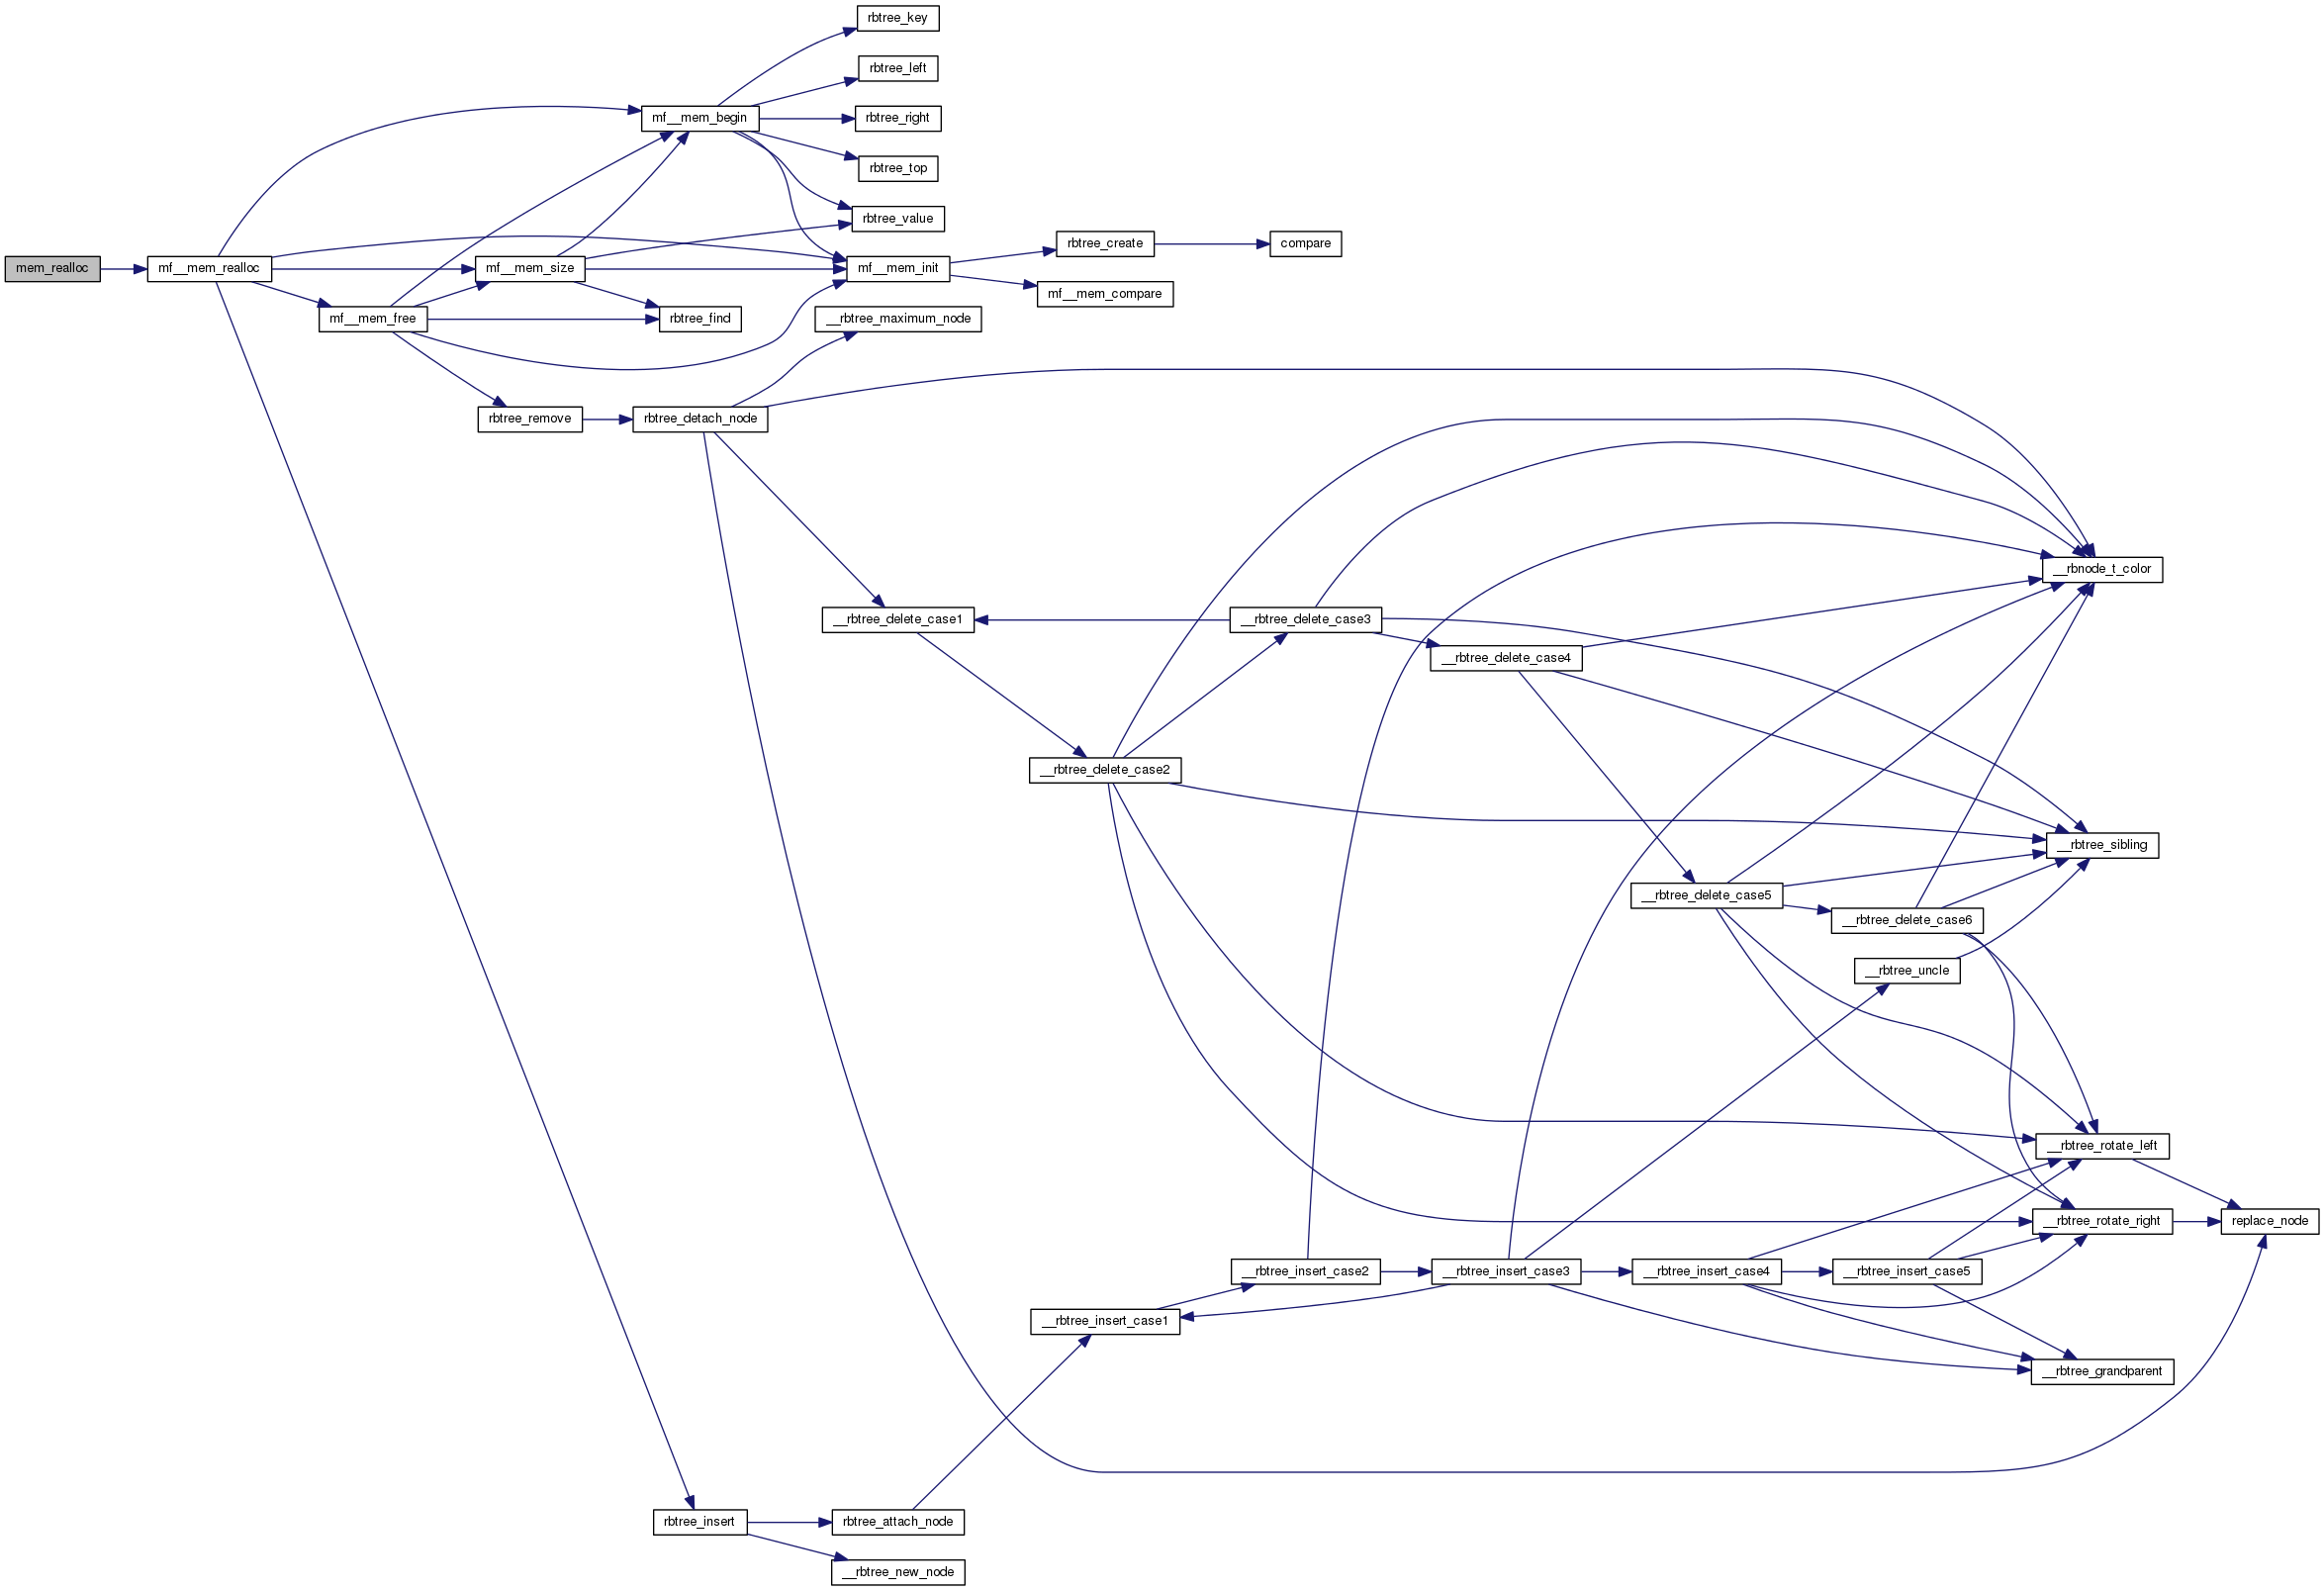 rbtree_key
rbtree_left
mf__mem_begin
rbtree_right
rbtree_top
rbtree_value
rbtree_create
compare
mem_realloc
mf__mem_realloc
mf__mem_size
mf__mem_init
mf__mem_compare
mf__mem_free
rbtree_find
__rbtree_maximum_node
rbtree_remove
rbtree_detach_node
__rbnode_t_color
__rbtree_delete_case1
__rbtree_delete_case3
__rbtree_delete_case4
__rbtree_delete_case2
__rbtree_sibling
__rbtree_delete_case5
__rbtree_delete_case6
__rbtree_uncle
__rbtree_rotate_left
__rbtree_rotate_right
replace_node
__rbtree_insert_case2
__rbtree_insert_case3
__rbtree_insert_case4
__rbtree_insert_case5
__rbtree_insert_case1
__rbtree_grandparent
rbtree_insert
rbtree_attach_node
__rbtree_new_node